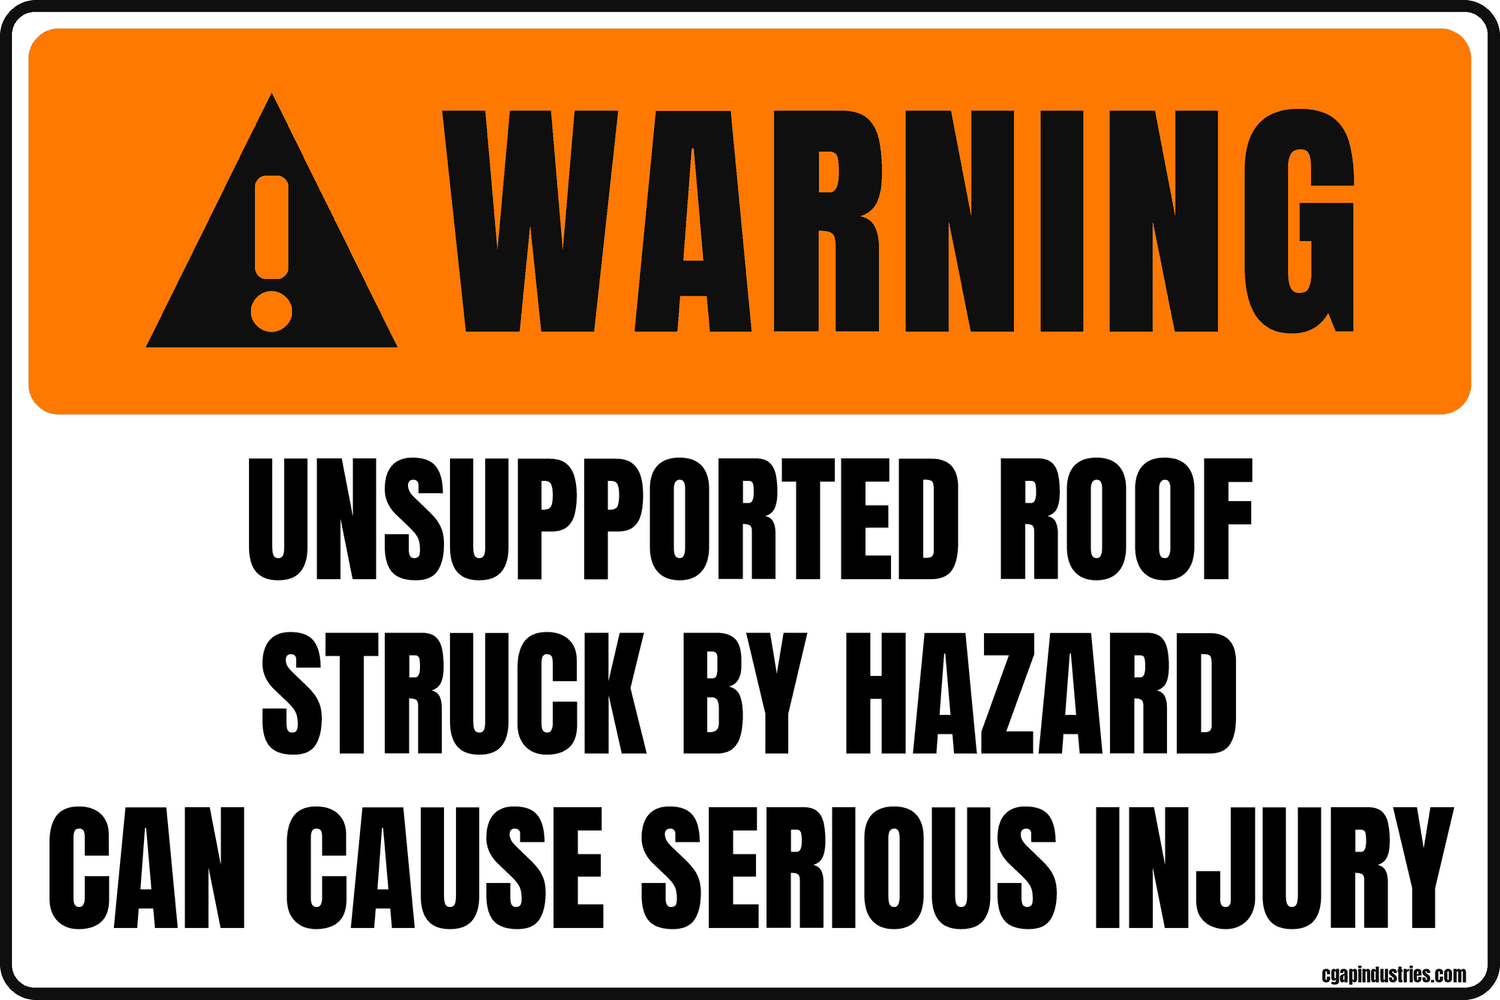 WARNING
UNSUPPORTED ROOF
STRUCK BY HAZARD
CAN CAUSE SERIOUS INJURY
cgapindustries.com